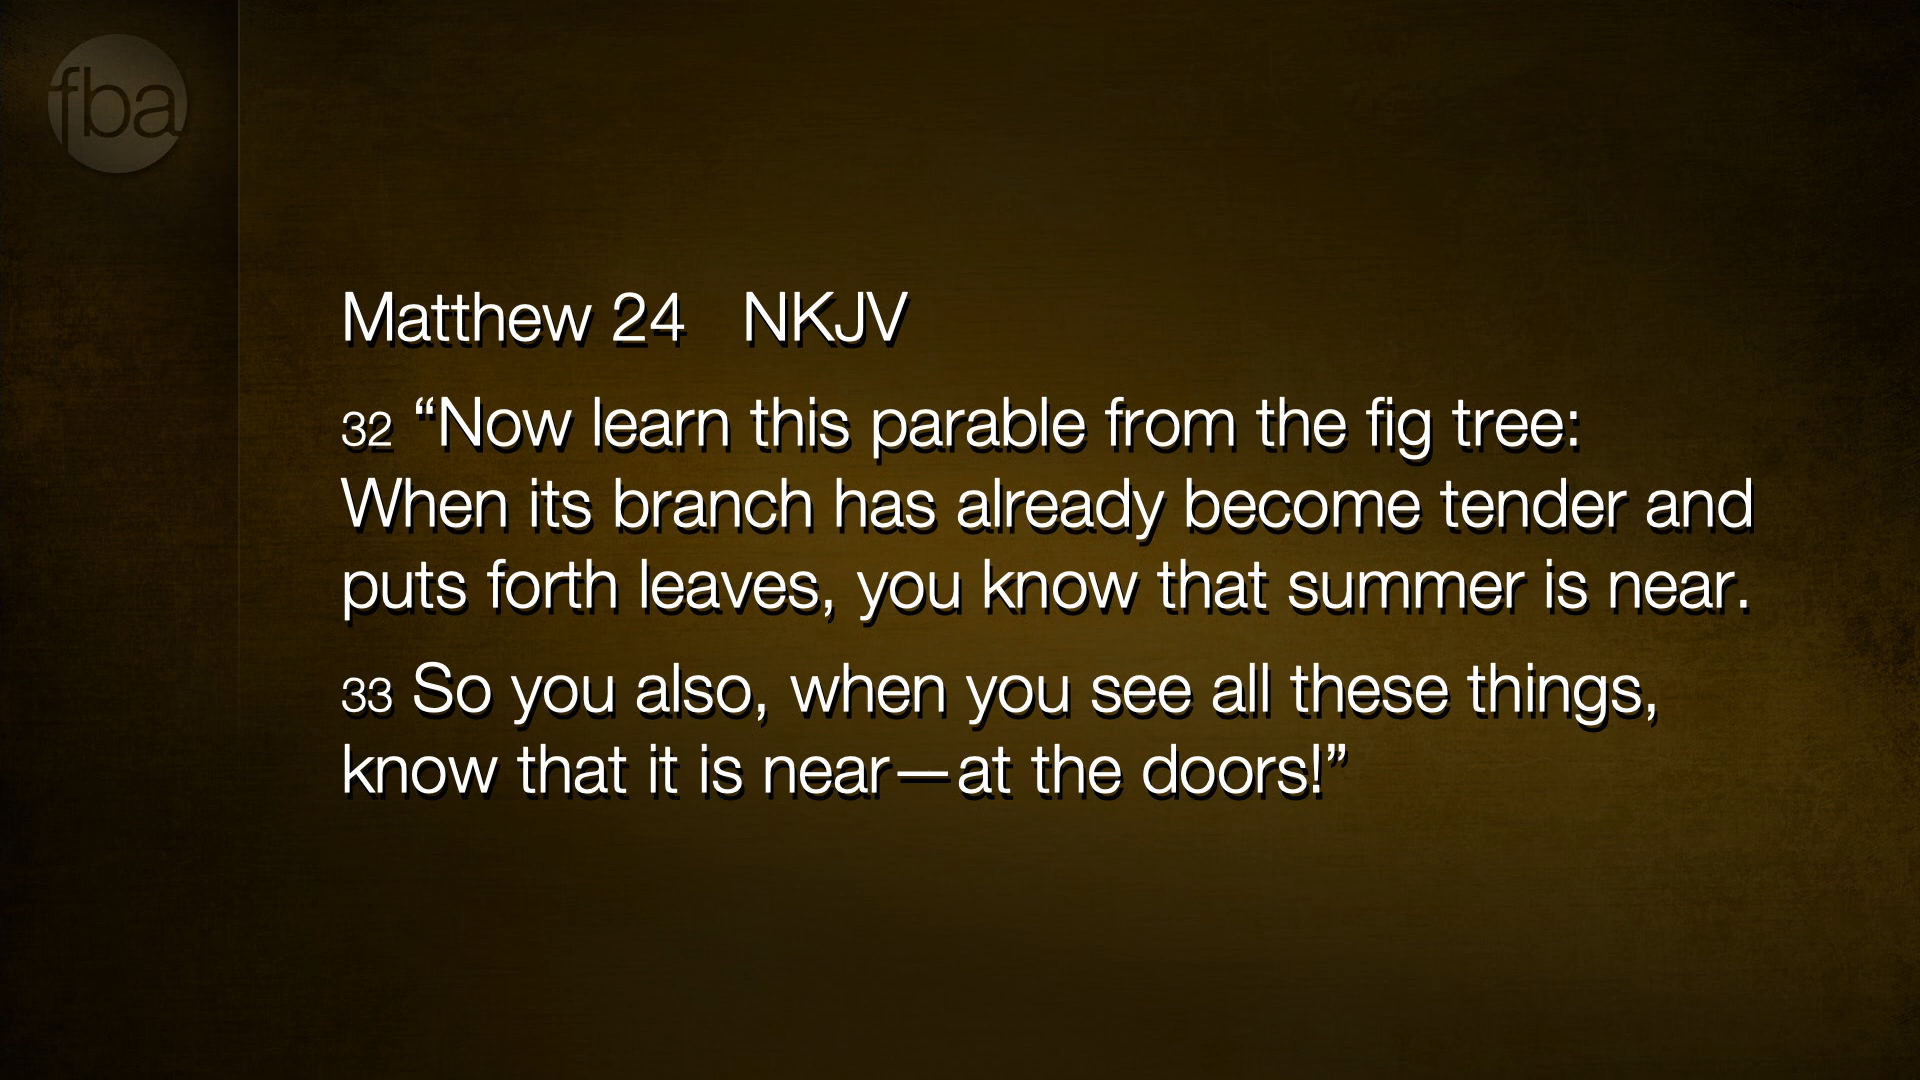 fba
Matthew 24 NKJV
32 “Now learn this parable from the fig tree:
When its branch has already become tender and
puts forth leaves, you know that summer is near.
33 So you also, when you see all these things,
know that it is near—at the doors!”